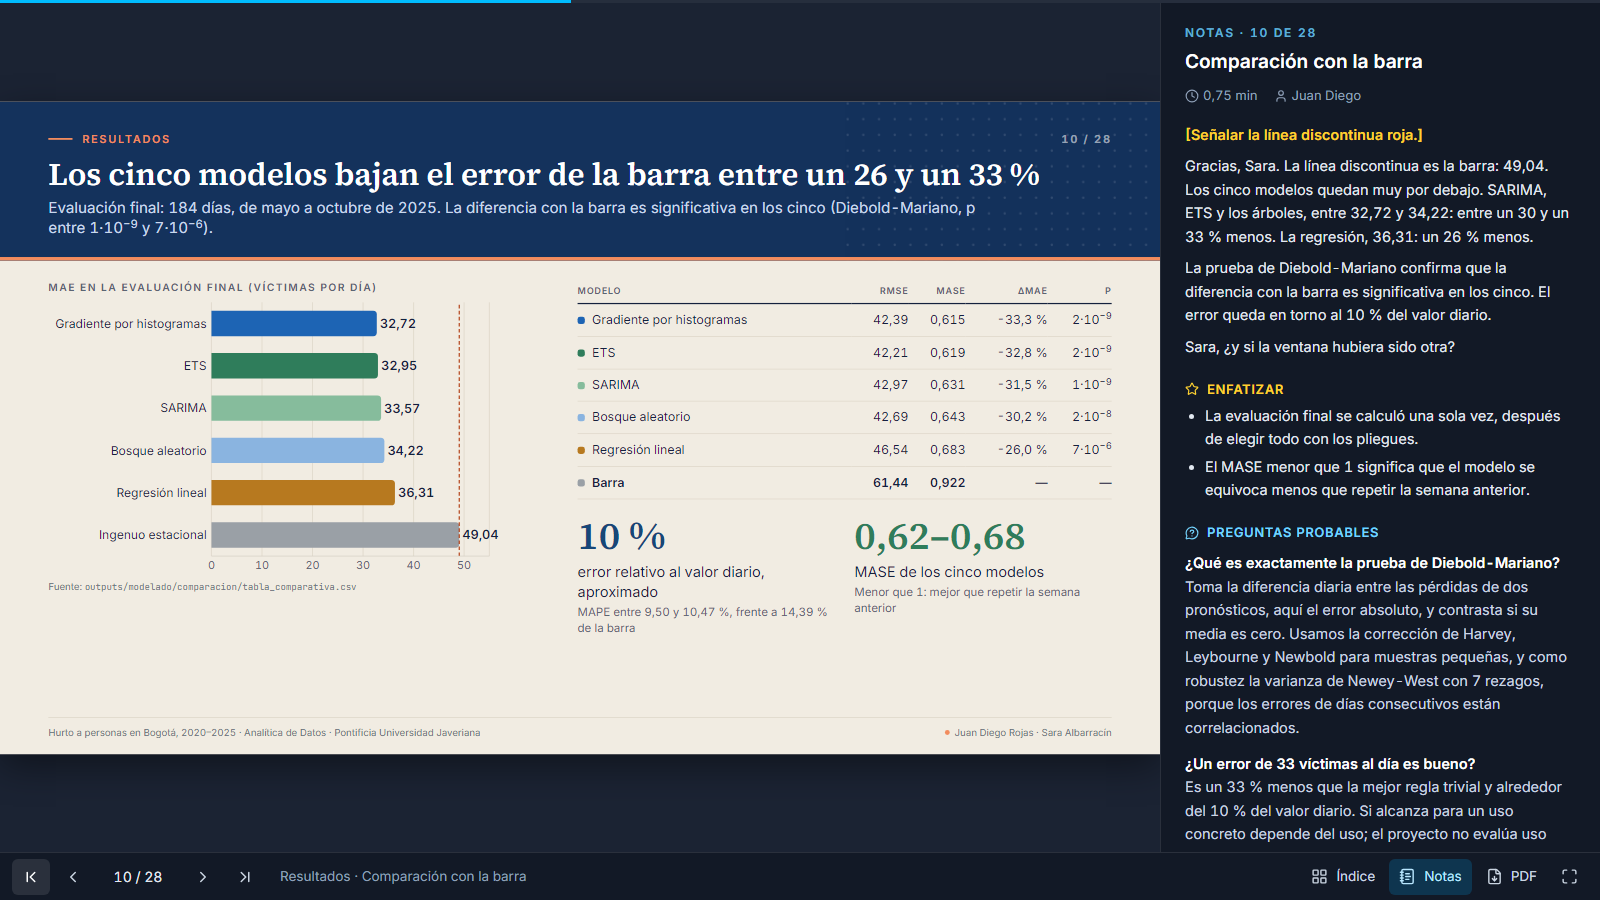 RESULTADOS
10 / 28
Los cinco modelos bajan el error de la barra entre un 26 y un 33 %
Evaluación final: 184 días, de mayo a octubre de 2025. La diferencia con la barra es significativa en los cinco (Diebold-Mariano, p
entre 1·10⁻⁹ y 7·10⁻⁶).
MAE EN LA EVALUACIÓN FINAL (VÍCTIMAS POR DÍA)
Gradiente por histogramas 32,72
ETS 32,95
SARIMA 33,57
Bosque aleatorio 34,22
Regresión lineal 36,31
Ingenuo estacional 49,04
0 10 20 30 40 50
Fuente: outputs/modelado/comparacion/tabla_comparativa.csv
MODELO RMSE MASE ΔMAE P
Gradiente por histogramas 42,39 0,615 -33,3 % 2·10⁻⁹
ETS 42,21 0,619 -32,8 % 2·10⁻⁹
SARIMA 42,97 0,631 -31,5 % 1·10⁻⁹
Bosque aleatorio 42,69 0,643 -30,2 % 2·10⁻⁸
Regresión lineal 46,54 0,683 -26,0 % 7·10⁻⁶
Barra 61,44 0,922 — —
10 %
error relativo al valor diario,
aproximado
MAPE entre 9,50 y 10,47 %, frente a 14,39 %
de la barra
0,62–0,68
MASE de los cinco modelos
Menor que 1: mejor que repetir la semana
anterior
Hurto a personas en Bogotá, 2020–2025 · Analítica de Datos · Pontificia Universidad Javeriana
Juan Diego Rojas · Sara Albarracín
NOTAS · 10 DE 28
Comparación con la barra
0,75 min Juan Diego
[Señalar la línea discontinua roja.]
Gracias, Sara. La línea discontinua es la barra: 49,04.
Los cinco modelos quedan muy por debajo. SARIMA,
ETS y los árboles, entre 32,72 y 34,22: entre un 30 y un
33 % menos. La regresión, 36,31: un 26 % menos.
La prueba de Diebold-Mariano confirma que la
diferencia con la barra es significativa en los cinco. El
error queda en torno al 10 % del valor diario.
Sara, ¿y si la ventana hubiera sido otra?
ENFATIZAR
• La evaluación final se calculó una sola vez, después
de elegir todo con los pliegues.
• El MASE menor que 1 significa que el modelo se
equivoca menos que repetir la semana anterior.
PREGUNTAS PROBABLES
¿Qué es exactamente la prueba de Diebold-Mariano?
Toma la diferencia diaria entre las pérdidas de dos
pronósticos, aquí el error absoluto, y contrasta si su
media es cero. Usamos la corrección de Harvey,
Leybourne y Newbold para muestras pequeñas, y como
robustez la varianza de Newey-West con 7 rezagos,
porque los errores de días consecutivos están
correlacionados.
¿Un error de 33 víctimas al día es bueno?
Es un 33 % menos que la mejor regla trivial y alrededor
del 10 % del valor diario. Si alcanza para un uso
concreto depende del uso; el proyecto no evalúa uso
10 / 28
Resultados · Comparación con la barra
Índice
Notas
PDF